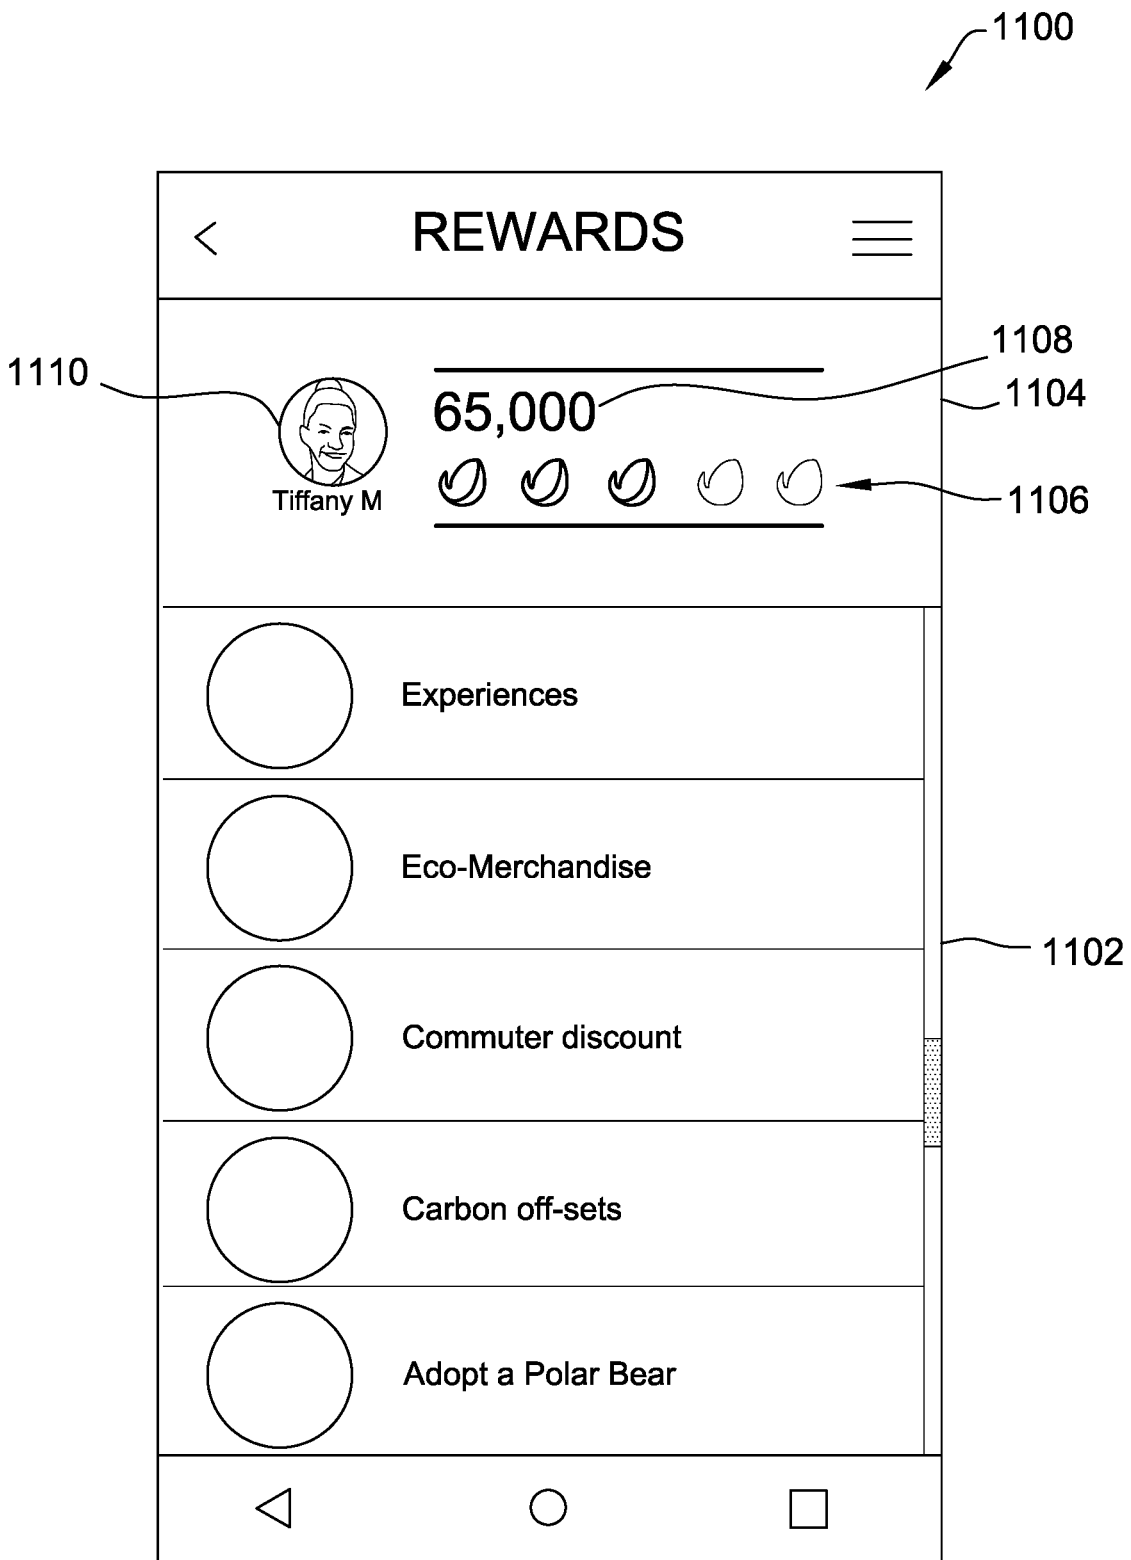 1100
REWARDS
1108
1110
1104
65,000
Tiffany M
1106
Experiences
Eco-Merchandise
1102
Commuter discount
Carbon off-sets
Adopt a Polar Bear